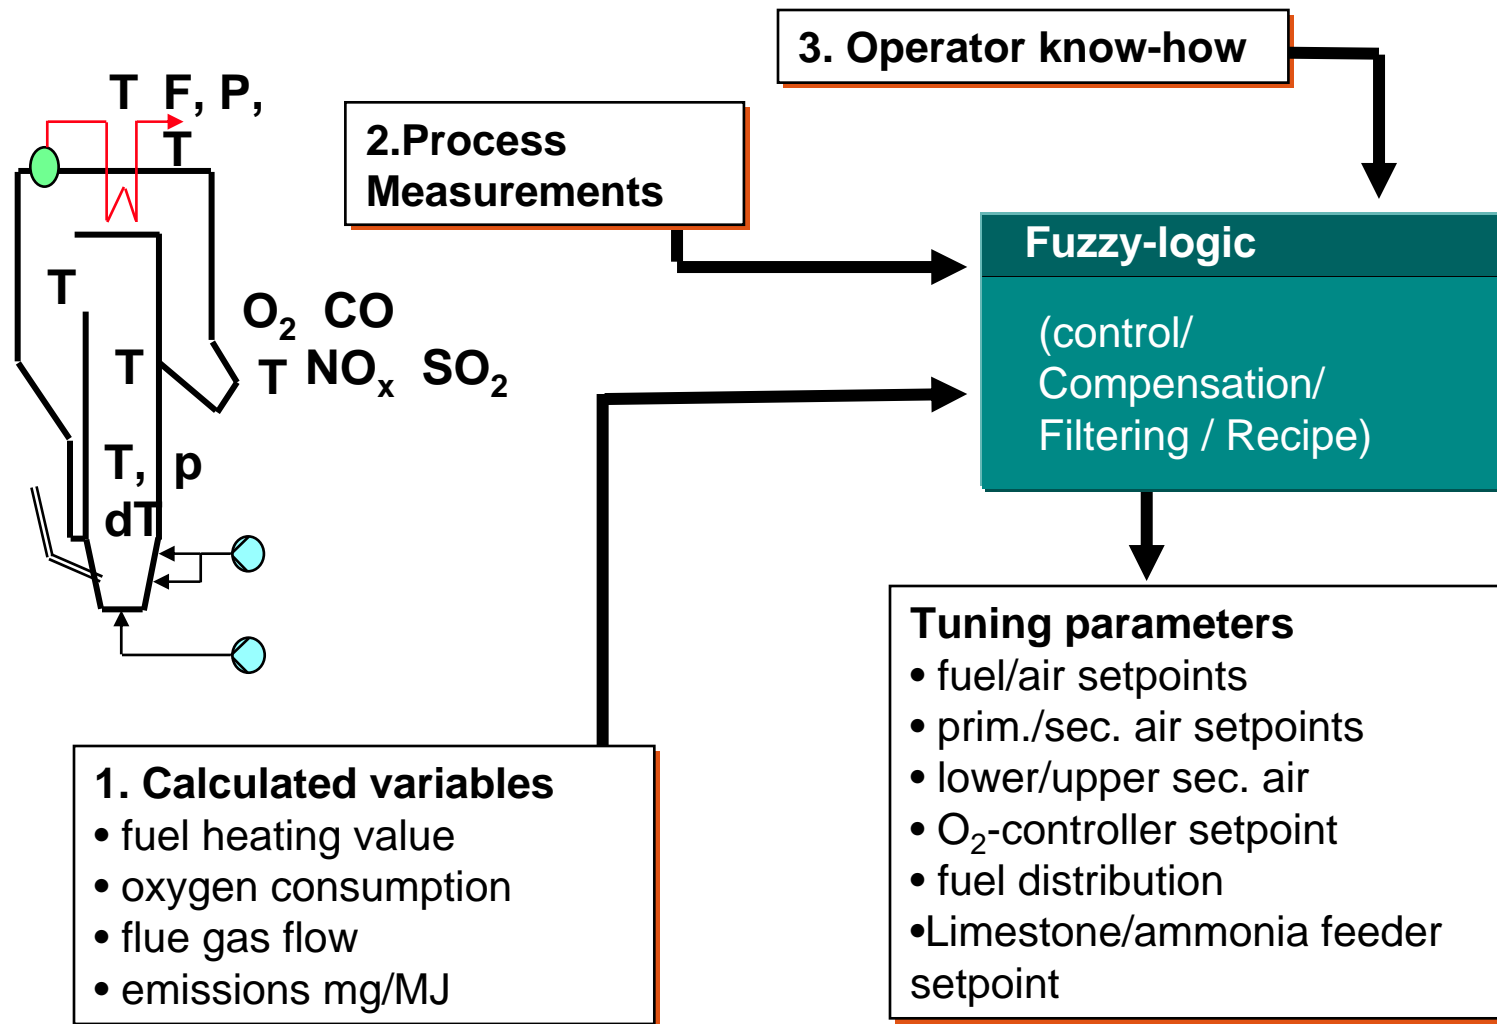 3. Operator know-how
T F, P,
T
2.Process
Measurements
T
O₂ CO
T
T NOₓ SO₂
T, p
dT
Fuzzy-logic
(control/
Compensation/
Filtering / Recipe)
1. Calculated variables
• fuel heating value
• oxygen consumption
• flue gas flow
• emissions mg/MJ
Tuning parameters
• fuel/air setpoints
• prim./sec. air setpoints
• lower/upper sec. air
• O₂-controller setpoint
• fuel distribution
•Limestone/ammonia feeder
setpoint